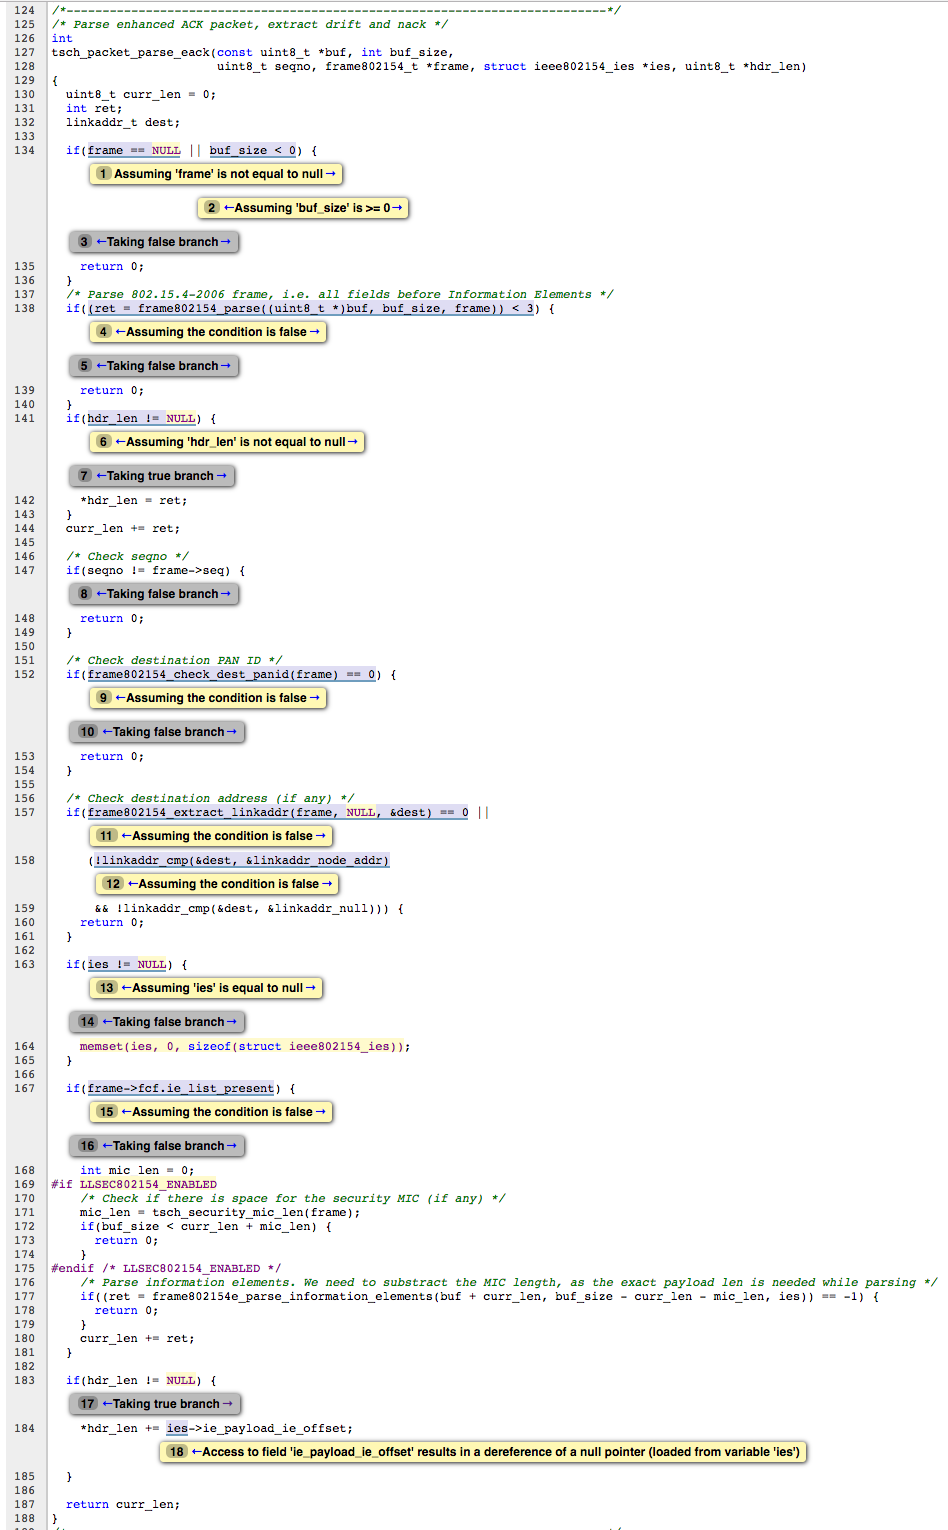 124 /*---------------------------------------------------------------------------*/
125 /* Parse enhanced ACK packet, extract drift and nack */
126 int
127 tsch_packet_parse_eack(const uint8_t *buf, int buf_size,
128 uint8_t seqno, frame802154_t *frame, struct ieee802154_ies *ies, uint8_t *hdr_len)
129 {
130 uint8_t curr_len = 0;
131 int ret;
132 linkaddr_t dest;
133
134 if(frame == NULL || buf_size < 0) {
1 Assuming 'frame' is not equal to null →
2 ←Assuming 'buf_size' is >= 0→
3 ←Taking false branch→
135 return 0;
136 }
137 /* Parse 802.15.4-2006 frame, i.e. all fields before Information Elements */
138 if((ret = frame802154_parse((uint8_t *)buf, buf_size, frame)) < 3) {
4 ←Assuming the condition is false →
5 ←Taking false branch→
139 return 0;
140 }
141 if(hdr_len != NULL) {
6 ←Assuming 'hdr_len' is not equal to null→
7 ←Taking true branch→
142 *hdr_len = ret;
143 }
144 curr_len += ret;
145
146 /* Check seqno */
147 if(seqno != frame->seq) {
8 ←Taking false branch→
148 return 0;
149 }
150
151 /* Check destination PAN ID */
152 if(frame802154_check_dest_panid(frame) == 0) {
9 ←Assuming the condition is false →
10 ←Taking false branch→
153 return 0;
154 }
155
156 /* Check destination address (if any) */
157 if(frame802154_extract_linkaddr(frame, NULL, &dest) == 0 ||
11 ←Assuming the condition is false →
158 (!linkaddr_cmp(&dest, &linkaddr_node_addr)
12 ←Assuming the condition is false →
159 && !linkaddr_cmp(&dest, &linkaddr_null))) {
160 return 0;
161 }
162
163 if(ies != NULL) {
13 ←Assuming 'ies' is equal to null →
14 ←Taking false branch→
164 memset(ies, 0, sizeof(struct ieee802154_ies));
165 }
166
167 if(frame->fcf.ie_list_present) {
15 ←Assuming the condition is false →
16 ←Taking false branch→
168 int mic_len = 0;
169 #if LLSEC802154_ENABLED
170 /* Check if there is space for the security MIC (if any) */
171 mic_len = tsch_security_mic_len(frame);
172 if(buf_size < curr_len + mic_len) {
173 return 0;
174 }
175 #endif /* LLSEC802154_ENABLED */
176 /* Parse information elements. We need to substract the MIC length, as the exact payload len is needed while parsing */
177 if((ret = frame802154e_parse_information_elements(buf + curr_len, buf_size - curr_len - mic_len, ies)) == -1) {
178 return 0;
179 }
180 curr_len += ret;
181 }
182
183 if(hdr_len != NULL) {
17 ←Taking true branch →
184 *hdr_len += ies->ie_payload_ie_offset;
18 ←Access to field 'ie_payload_ie_offset' results in a dereference of a null pointer (loaded from variable 'ies')
185 }
186
187 return curr_len;
188 }